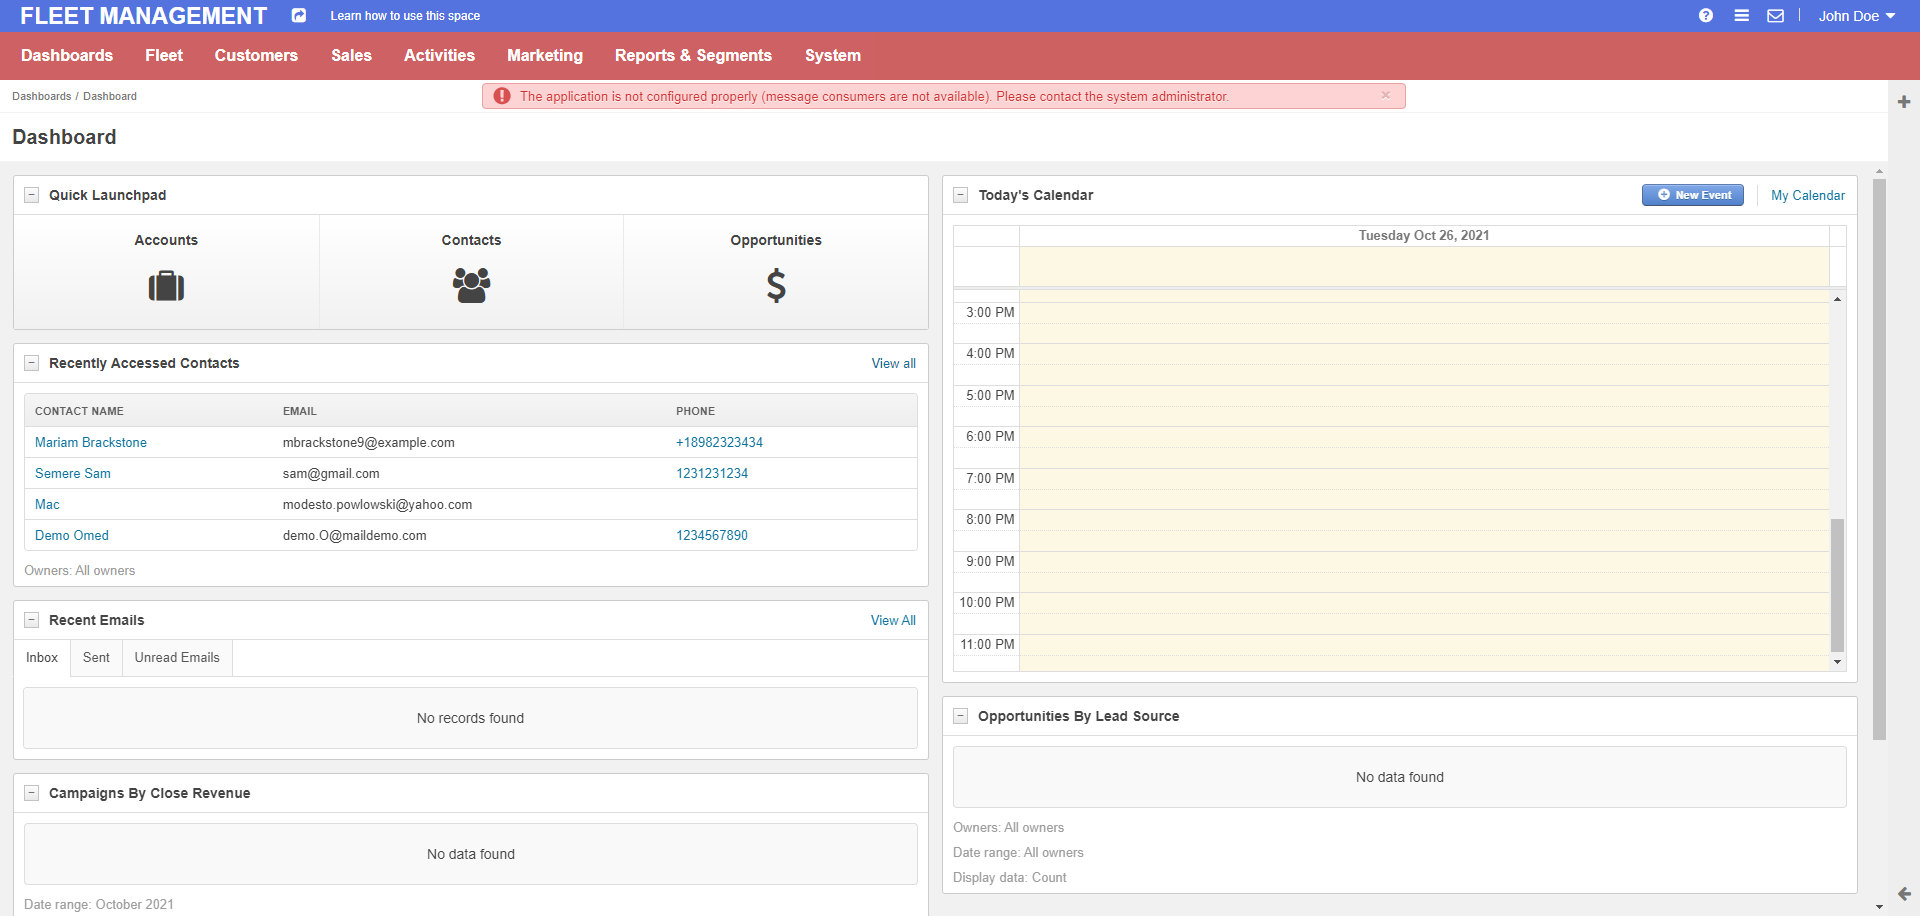 FLEET MANAGEMENT
Learn how to use this space
John Doe
Dashboards Fleet Customers Sales Activities Marketing Reports & Segments System
Dashboards / Dashboard
The application is not configured properly (message consumers are not available). Please contact the system administrator.
Dashboard
Quick Launchpad
Accounts
Contacts
Opportunities
Recently Accessed Contacts
View all
CONTACT NAME EMAIL PHONE
Mariam Brackstone mbrackstone9@example.com +18982323434
Semere Sam sam@gmail.com 1231231234
Mac modesto.powlowski@yahoo.com
Demo Omed demo.O@maildemo.com 1234567890
Owners: All owners
Recent Emails
View All
Inbox Sent Unread Emails
No records found
Campaigns By Close Revenue
No data found
Date range: October 2021
Today's Calendar
New Event
My Calendar
Tuesday Oct 26, 2021
3:00 PM
4:00 PM
5:00 PM
6:00 PM
7:00 PM
8:00 PM
9:00 PM
10:00 PM
11:00 PM
Opportunities By Lead Source
No data found
Owners: All owners
Date range: All owners
Display data: Count